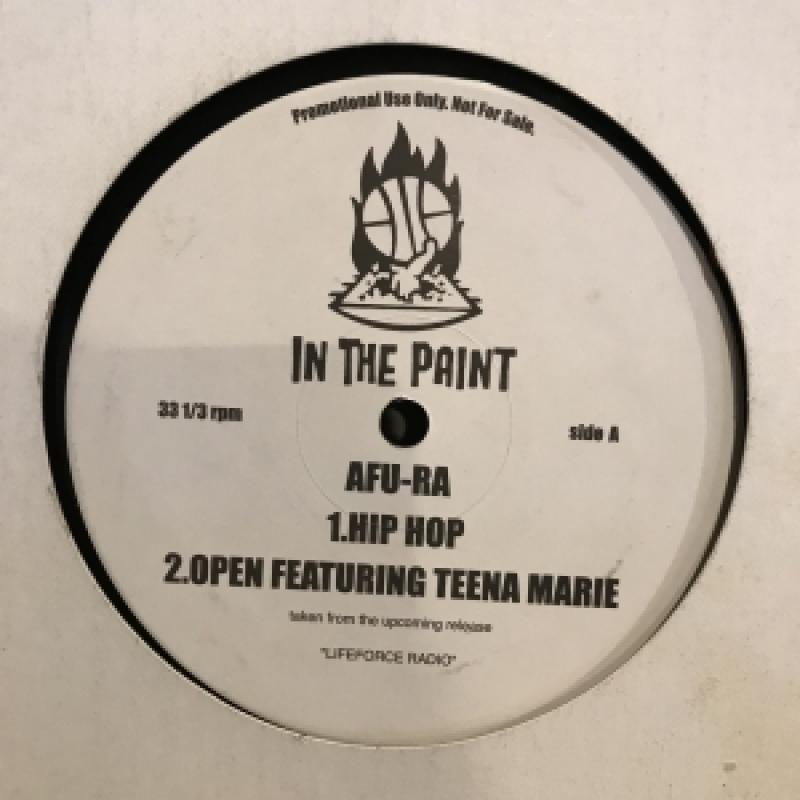 Promotional Use Only. Not For Sale.
IN THE PAINT
33 1/3 rpm
side A
AFU-RA
1.HIP HOP
2.OPEN FEATURING TEENA MARIE
taken from the upcoming release
"LIFEFORCE RADIO"